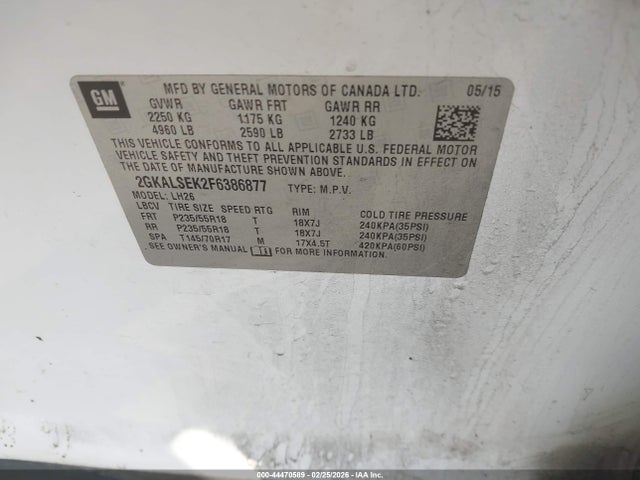 GM
MFD BY GENERAL MOTORS OF CANADA LTD. 05/15
GVWR GAWR FRT GAWR RR
2250 KG 1175 KG 1240 KG
4960 LB 2590 LB 2733 LB
THIS VEHICLE CONFORMS TO ALL APPLICABLE U.S. FEDERAL MOTOR
VEHICLE SAFETY AND THEFT PREVENTION STANDARDS IN EFFECT ON
THE DATE OF MANUFACTURE SHOWN ABOVE.
2GKALSEK2F6386877 TYPE: M.P.V.
MODEL: LH26
LBCV TIRE SIZE SPEED RTG RIM COLD TIRE PRESSURE
FRT P235/55R18 T 18X7J 240KPA(35PSI)
RR P235/55R18 T 18X7J 240KPA(35PSI)
SPA T145/70R17 M 17X4.5T 420KPA(60PSI)
SEE OWNER'S MANUAL FOR MORE INFORMATION.
000-44470589 - 02/25/2026 - Copyright IAA, LLC